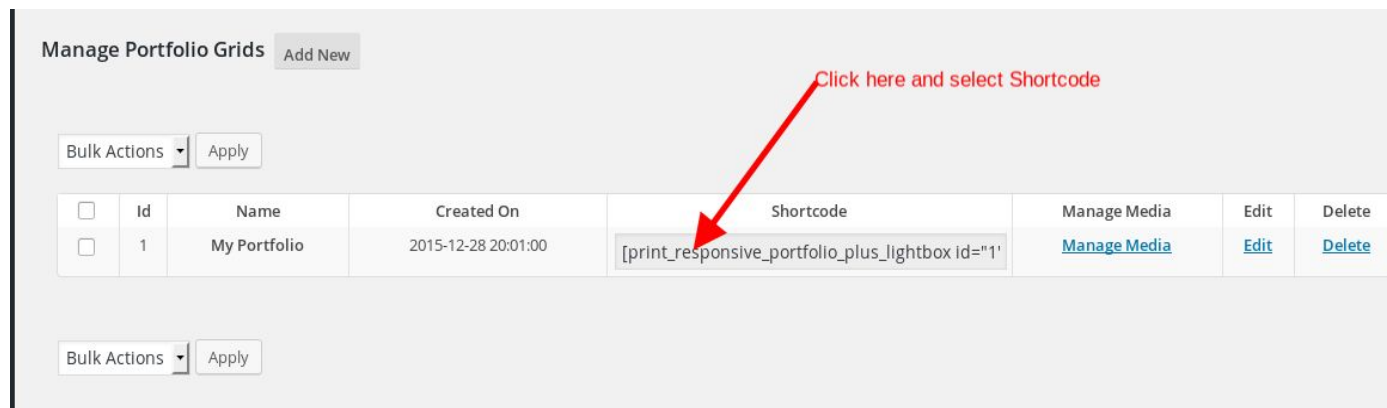 Manage Portfolio Grids Add New
Click here and select Shortcode
Bulk Actions Apply
Id Name Created On Shortcode Manage Media Edit Delete
1 My Portfolio 2015-12-28 20:01:00 [print_responsive_portfolio_plus_lightbox id="1" Manage Media Edit Delete
Bulk Actions Apply